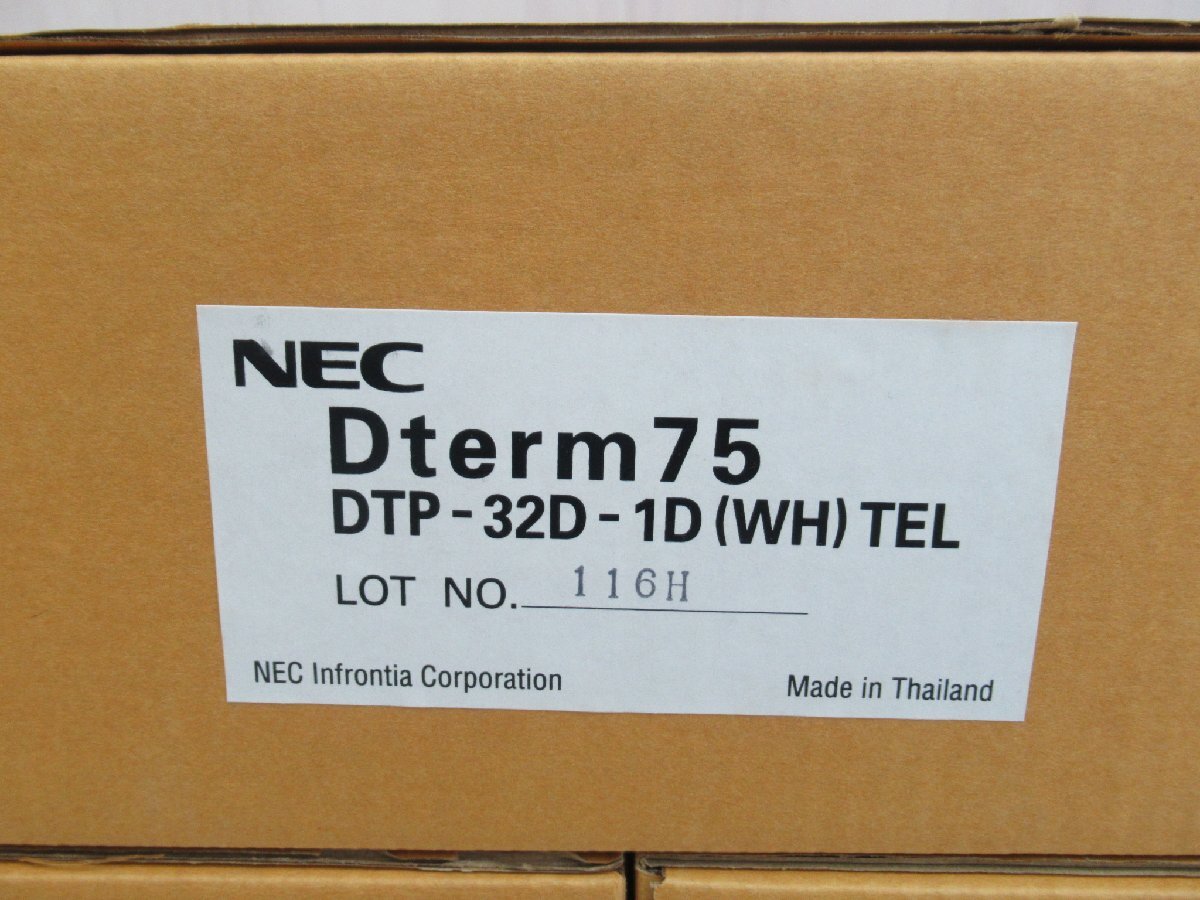 NEC
Dterm75
DTP-32D-1D(WH)TEL
LOT NO. 116H
NEC Infrontia Corporation
Made in Thailand